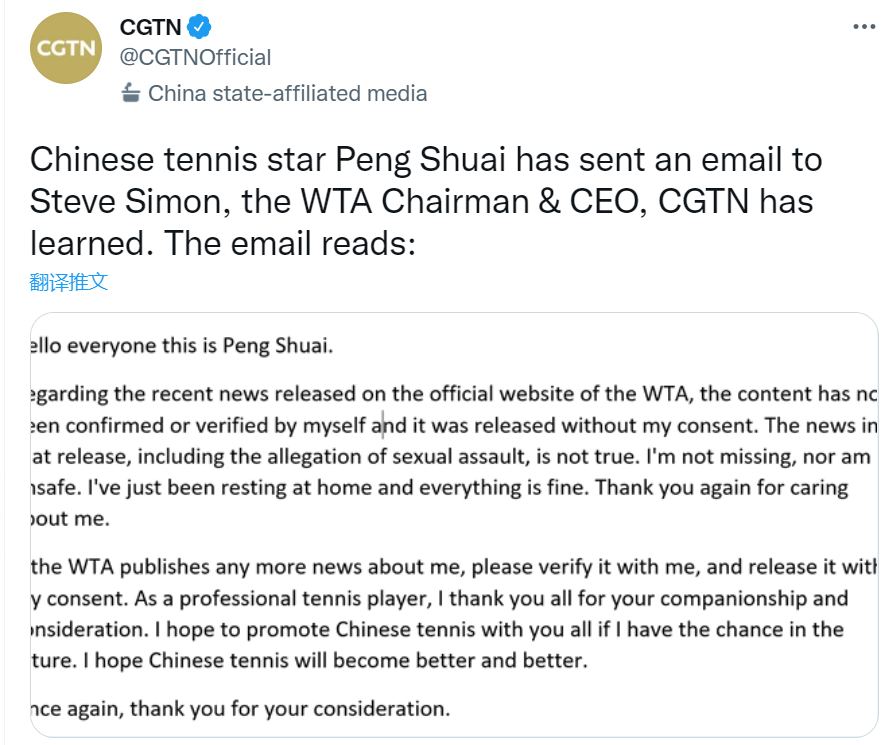 CGTN
CGTN
@CGTNOfficial
China state-affiliated media
Chinese tennis star Peng Shuai has sent an email to
Steve Simon, the WTA Chairman & CEO, CGTN has
learned. The email reads:
翻译推文
ello everyone this is Peng Shuai.
egarding the recent news released on the official website of the WTA, the content has no
een confirmed or verified by myself and it was released without my consent. The news in
at release, including the allegation of sexual assault, is not true. I'm not missing, nor am
nsafe. I've just been resting at home and everything is fine. Thank you again for caring
bout me.
the WTA publishes any more news about me, please verify it with me, and release it with
y consent. As a professional tennis player, I thank you all for your companionship and
onsideration. I hope to promote Chinese tennis with you all if I have the chance in the
ture. I hope Chinese tennis will become better and better.
nce again, thank you for your consideration.